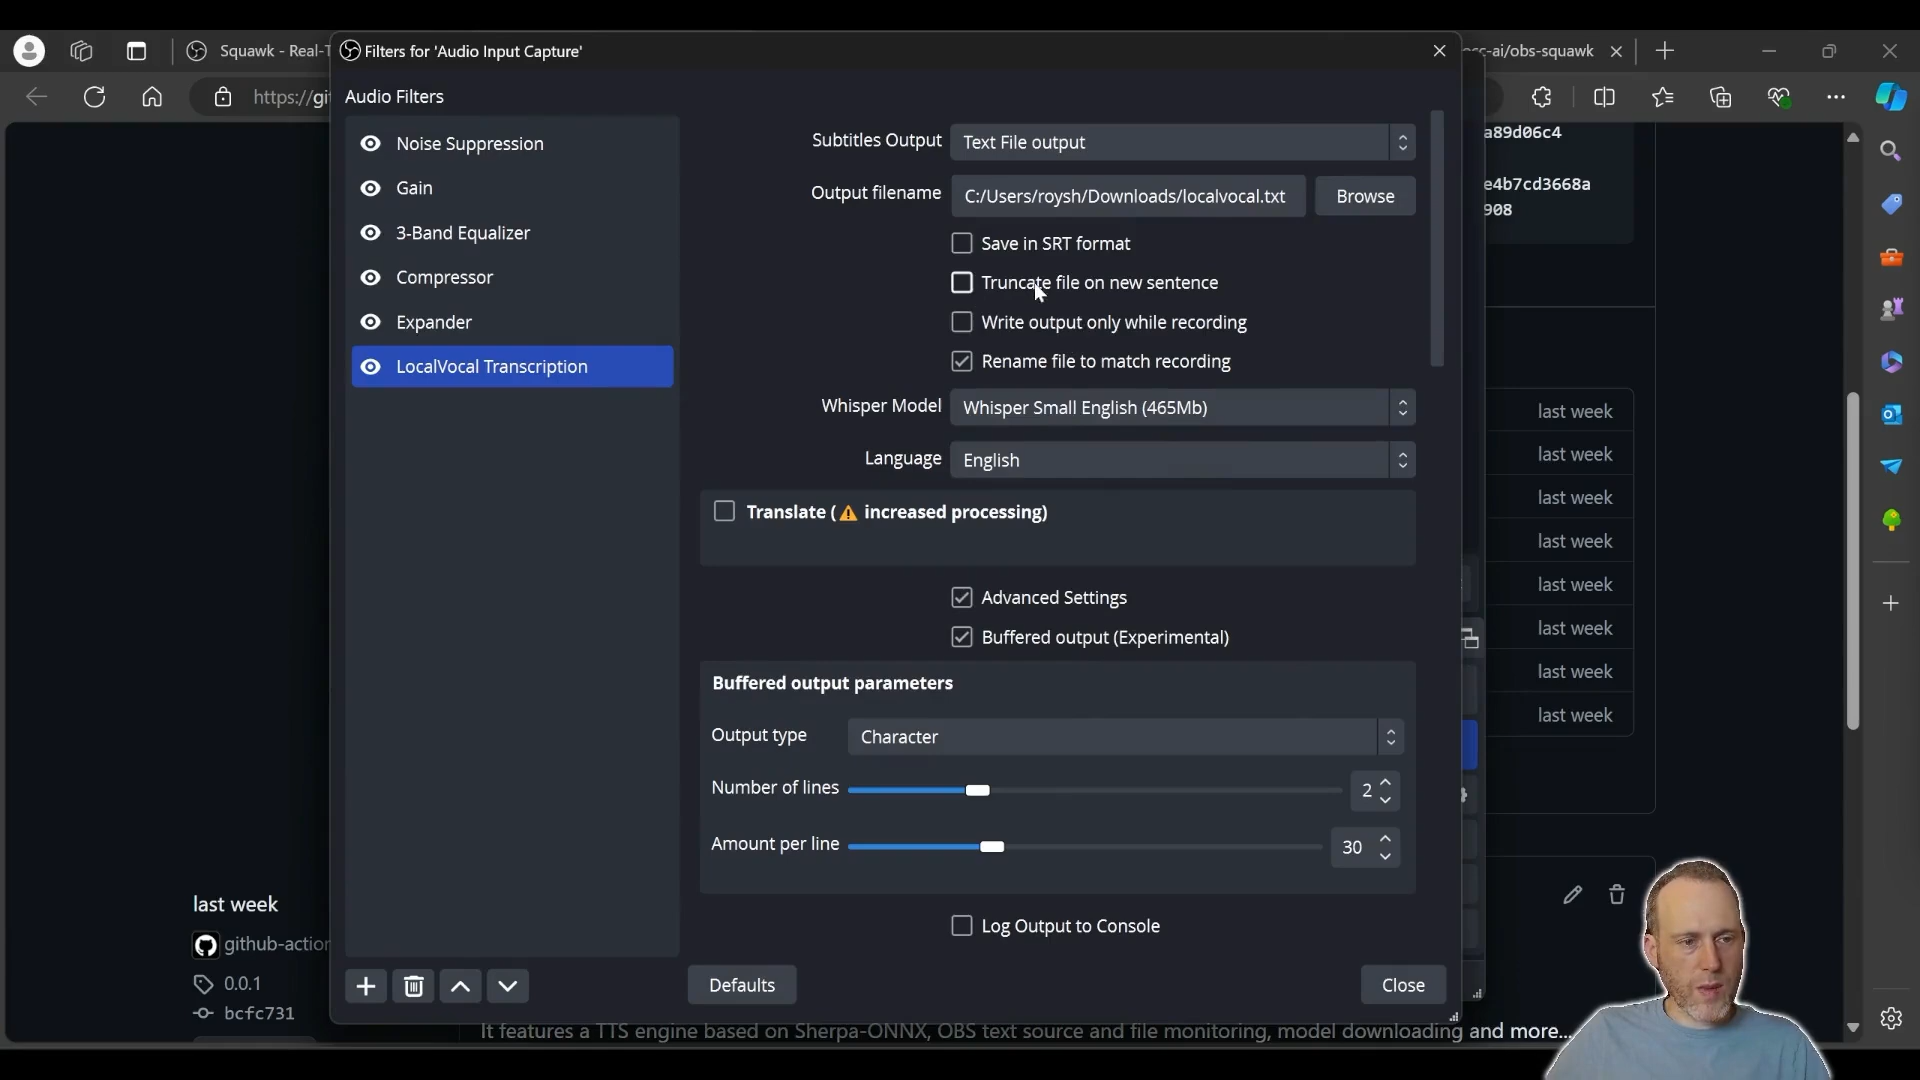 Squawk - Real-T
Filters for 'Audio Input Capture'
occ-ai/obs-squawk
https://git
Audio Filters
Noise Suppression
Gain
3-Band Equalizer
Compressor
Expander
LocalVocal Transcription
Subtitles Output
Text File output
Output filename
C:/Users/roysh/Downloads/localvocal.txt
Browse
Save in SRT format
Truncate file on new sentence
Write output only while recording
Rename file to match recording
Whisper Model
Whisper Small English (465Mb)
Language
English
Translate (⚠ increased processing)
Advanced Settings
Buffered output (Experimental)
Buffered output parameters
Output type
Character
Number of lines
2
Amount per line
30
Log Output to Console
Defaults
Close
a89d06c4
e4b7cd3668a
908
last week
last week
last week
last week
last week
last week
last week
last week
last week
github-action
0.0.1
bcfc731
It features a TTS engine based on Sherpa-ONNX, OBS text source and file monitoring, model downloading and more...